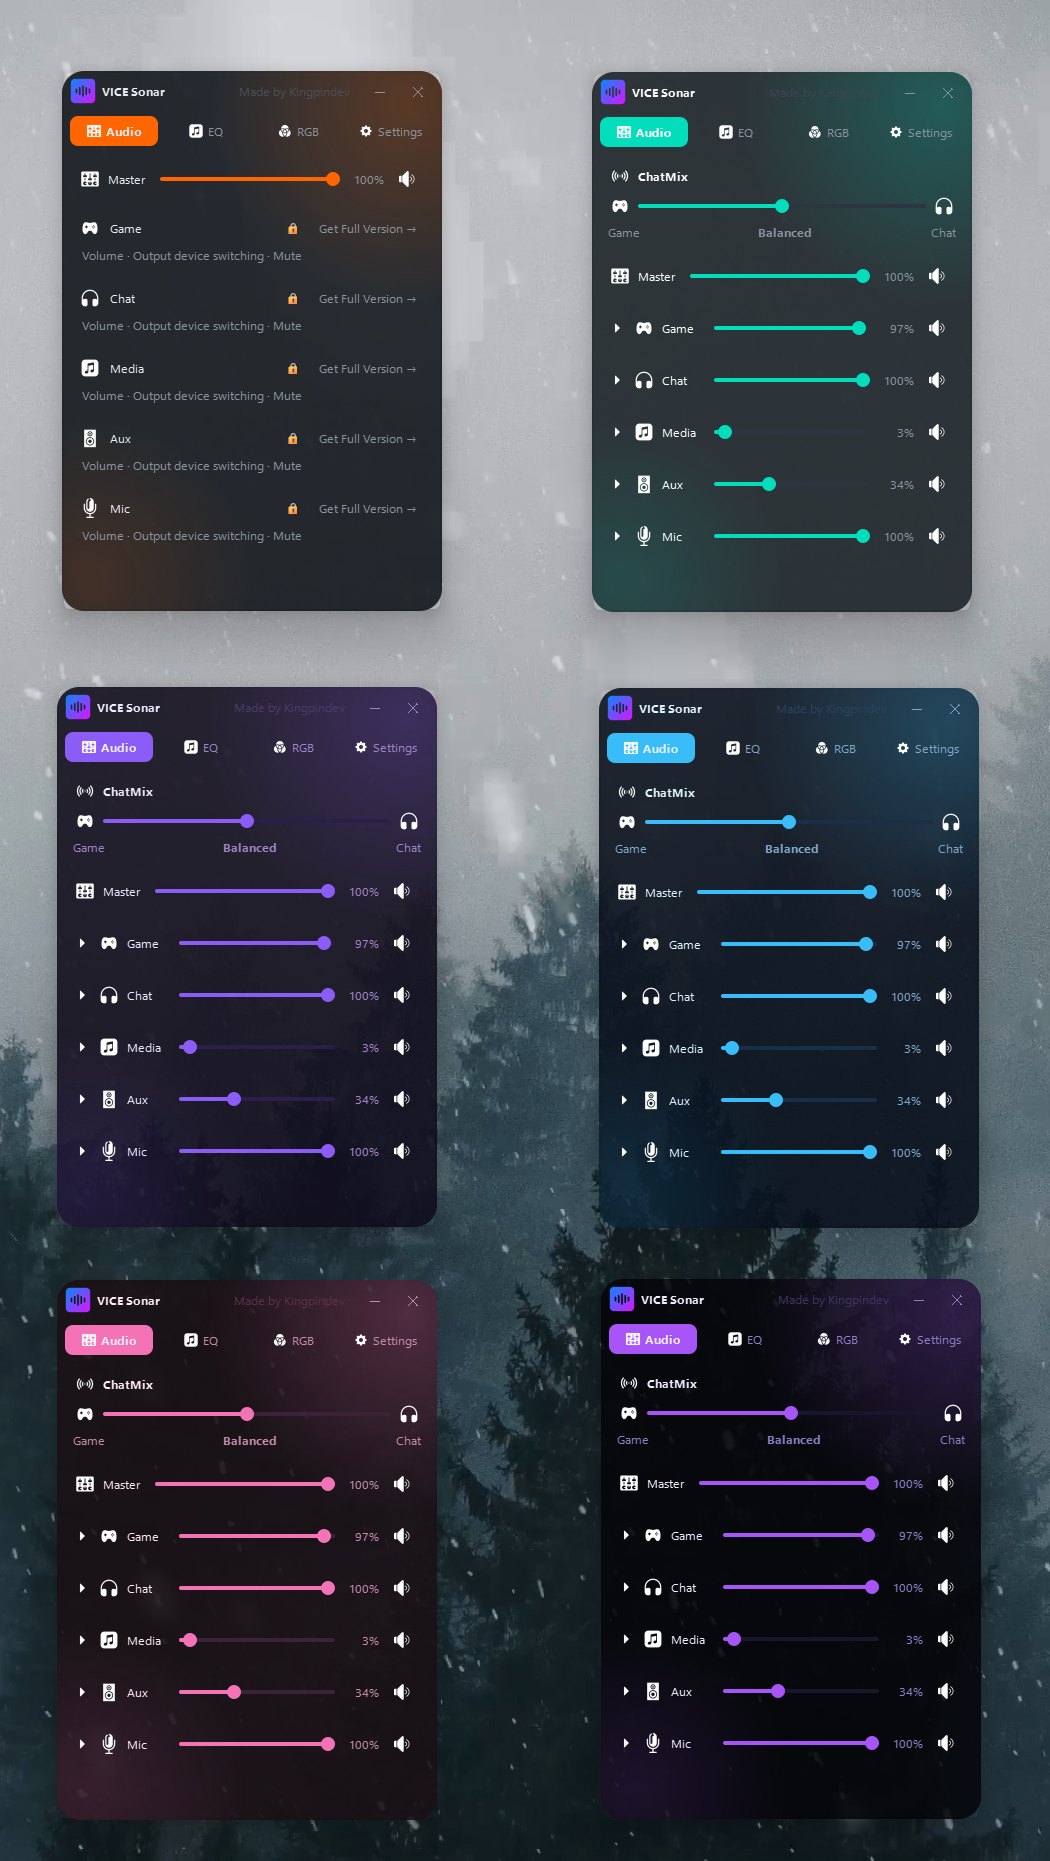 VICE Sonar Made by Kingpindev
Audio EQ RGB Settings
Master 100%
Game Get Full Version →
Volume · Output device switching · Mute
Chat Get Full Version →
Volume · Output device switching · Mute
Media Get Full Version →
Volume · Output device switching · Mute
Aux Get Full Version →
Volume · Output device switching · Mute
Mic Get Full Version →
Volume · Output device switching · Mute
VICE Sonar Made by Kingpindev
Audio EQ RGB Settings
ChatMix
Game Balanced Chat
Master 100%
Game 97%
Chat 100%
Media 3%
Aux 34%
Mic 100%
VICE Sonar Made by Kingpindev
Audio EQ RGB Settings
ChatMix
Game Balanced Chat
Master 100%
Game 97%
Chat 100%
Media 3%
Aux 34%
Mic 100%
VICE Sonar Made by Kingpindev
Audio EQ RGB Settings
ChatMix
Game Balanced Chat
Master 100%
Game 97%
Chat 100%
Media 3%
Aux 34%
Mic 100%
VICE Sonar Made by Kingpindev
Audio EQ RGB Settings
ChatMix
Game Balanced Chat
Master 100%
Game 97%
Chat 100%
Media 3%
Aux 34%
Mic 100%
VICE Sonar Made by Kingpindev
Audio EQ RGB Settings
ChatMix
Game Balanced Chat
Master 100%
Game 97%
Chat 100%
Media 3%
Aux 34%
Mic 100%